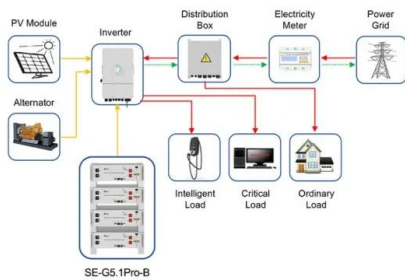 PV Module
Inverter
Distribution
Box
Electricity
Meter
Power
Grid
Alternator
Intelligent
Load
Critical
Load
Ordinary
Load
SE-G5.1Pro-B